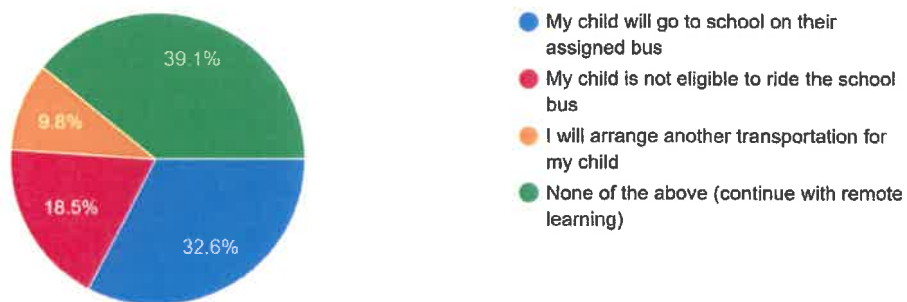 39.1%
9.8%
18.5%
32.6%
My child will go to school on their
assigned bus
My child is not eligible to ride the school
bus
I will arrange another transportation for
my child
None of the above (continue with remote
learning)